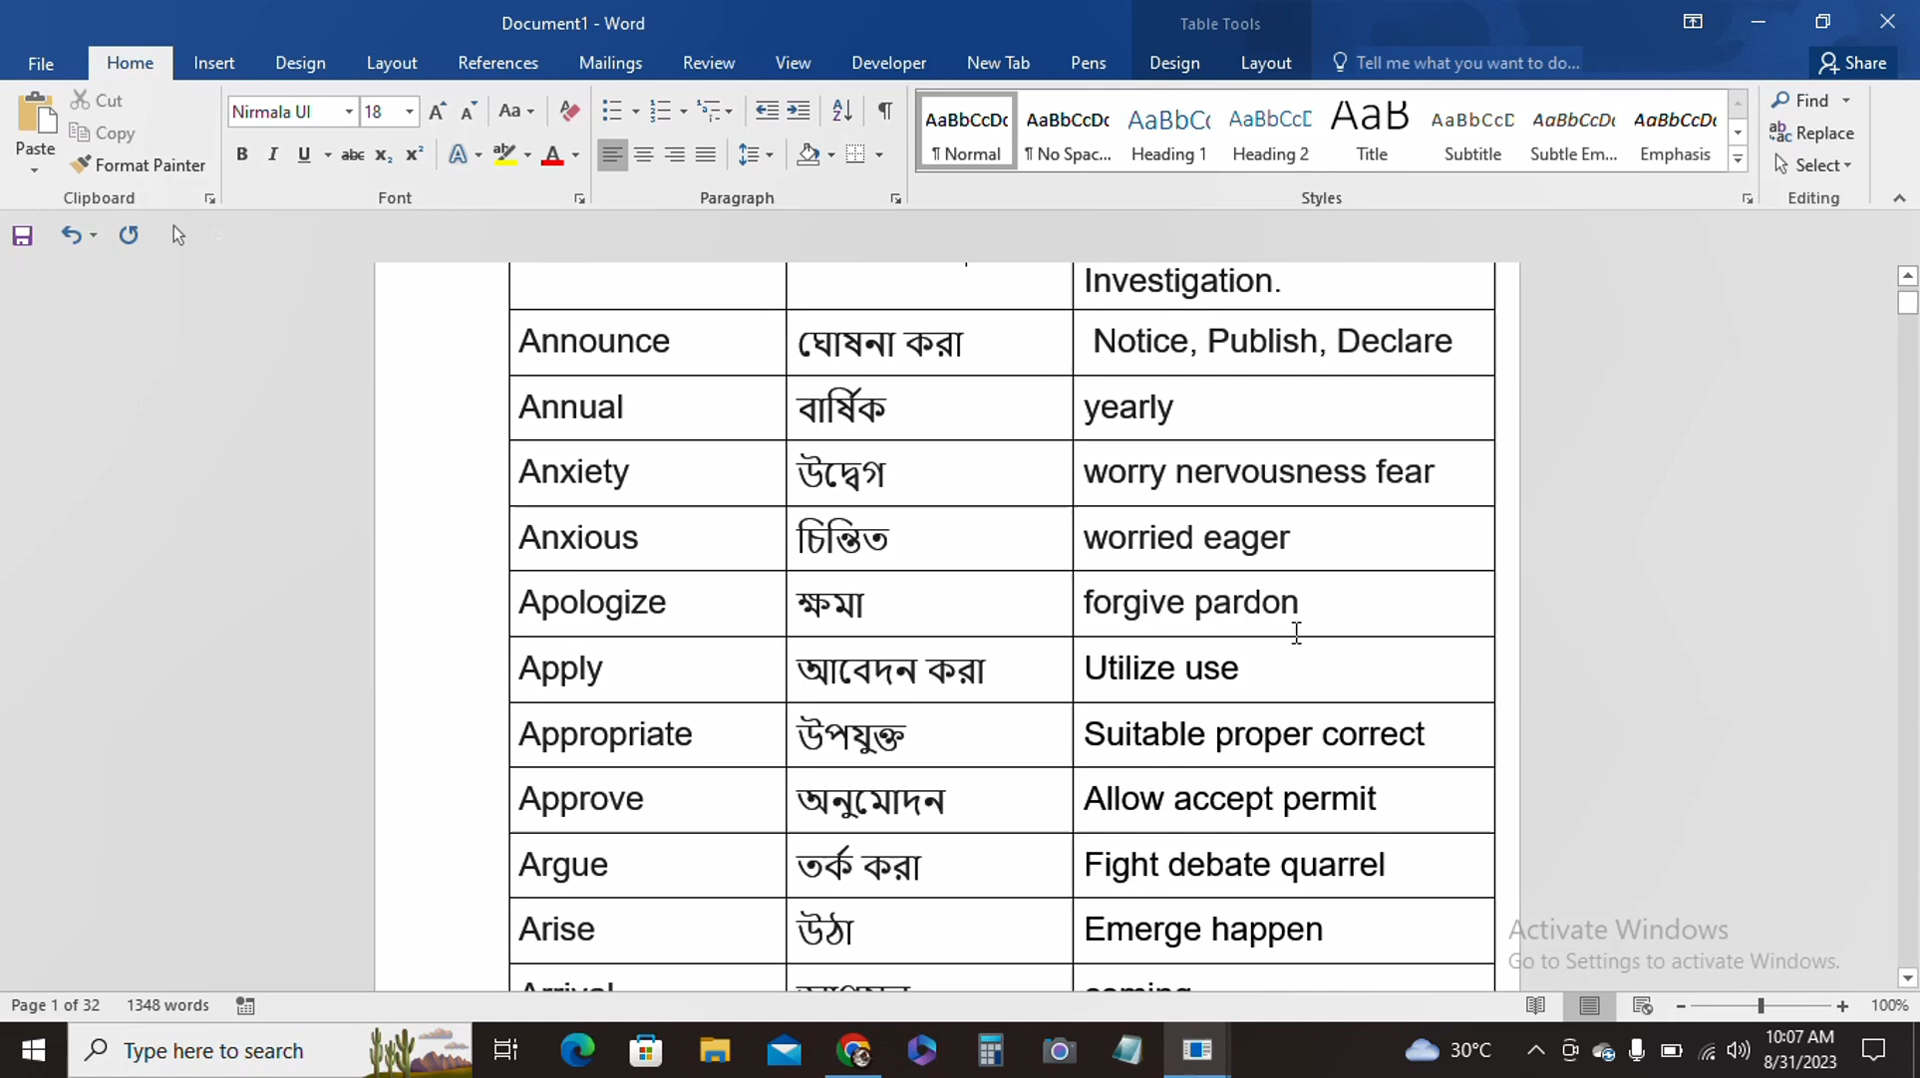 Document1 - Word
Table Tools
File
Home
Insert
Design
Layout
References
Mailings
Review
View
Developer
New Tab
Pens
Design
Layout
Tell me what you want to do...
Share
Paste
Cut
Copy
Format Painter
Clipboard
Nirmala UI
18
Font
Paragraph
AaBbCcDc
¶ Normal
AaBbCcDc
¶ No Spac...
AaBbC(
Heading 1
AaBbCcE
Heading 2
AaB
Title
AaBbCcD
Subtitle
AaBbCcDc
Subtle Em...
AaBbCcDc
Emphasis
Styles
Find
Replace
Select
Editing
Investigation.
Announce ঘোষনা করা Notice, Publish, Declare
Annual বার্ষিক yearly
Anxiety উদ্বেগ worry nervousness fear
Anxious চিন্তিত worried eager
Apologize ক্ষমা forgive pardon
Apply আবেদন করা Utilize use
Appropriate উপযুক্ত Suitable proper correct
Approve অনুমোদন Allow accept permit
Argue তর্ক করা Fight debate quarrel
Arise উঠা Emerge happen
Activate Windows
Go to Settings to activate Windows.
Page 1 of 32
1348 words
100%
Type here to search
30°C
10:07 AM
8/31/2023